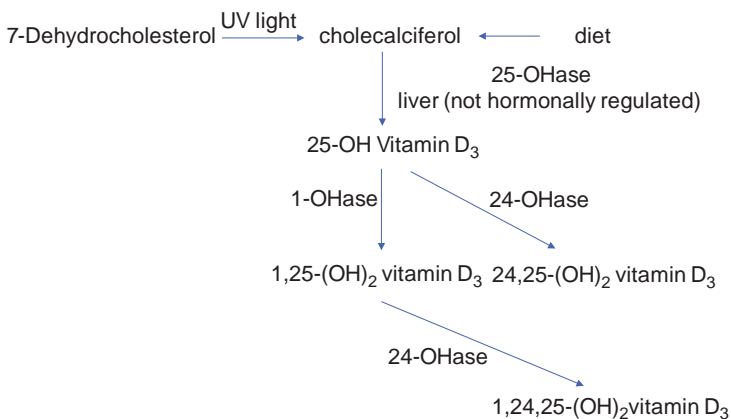 UV light
7-Dehydrocholesterol cholecalciferol diet
25-OHase
liver (not hormonally regulated)
25-OH Vitamin D₃
1-OHase 24-OHase
1,25-(OH)₂ vitamin D₃ 24,25-(OH)₂ vitamin D₃
24-OHase
1,24,25-(OH)₂vitamin D₃